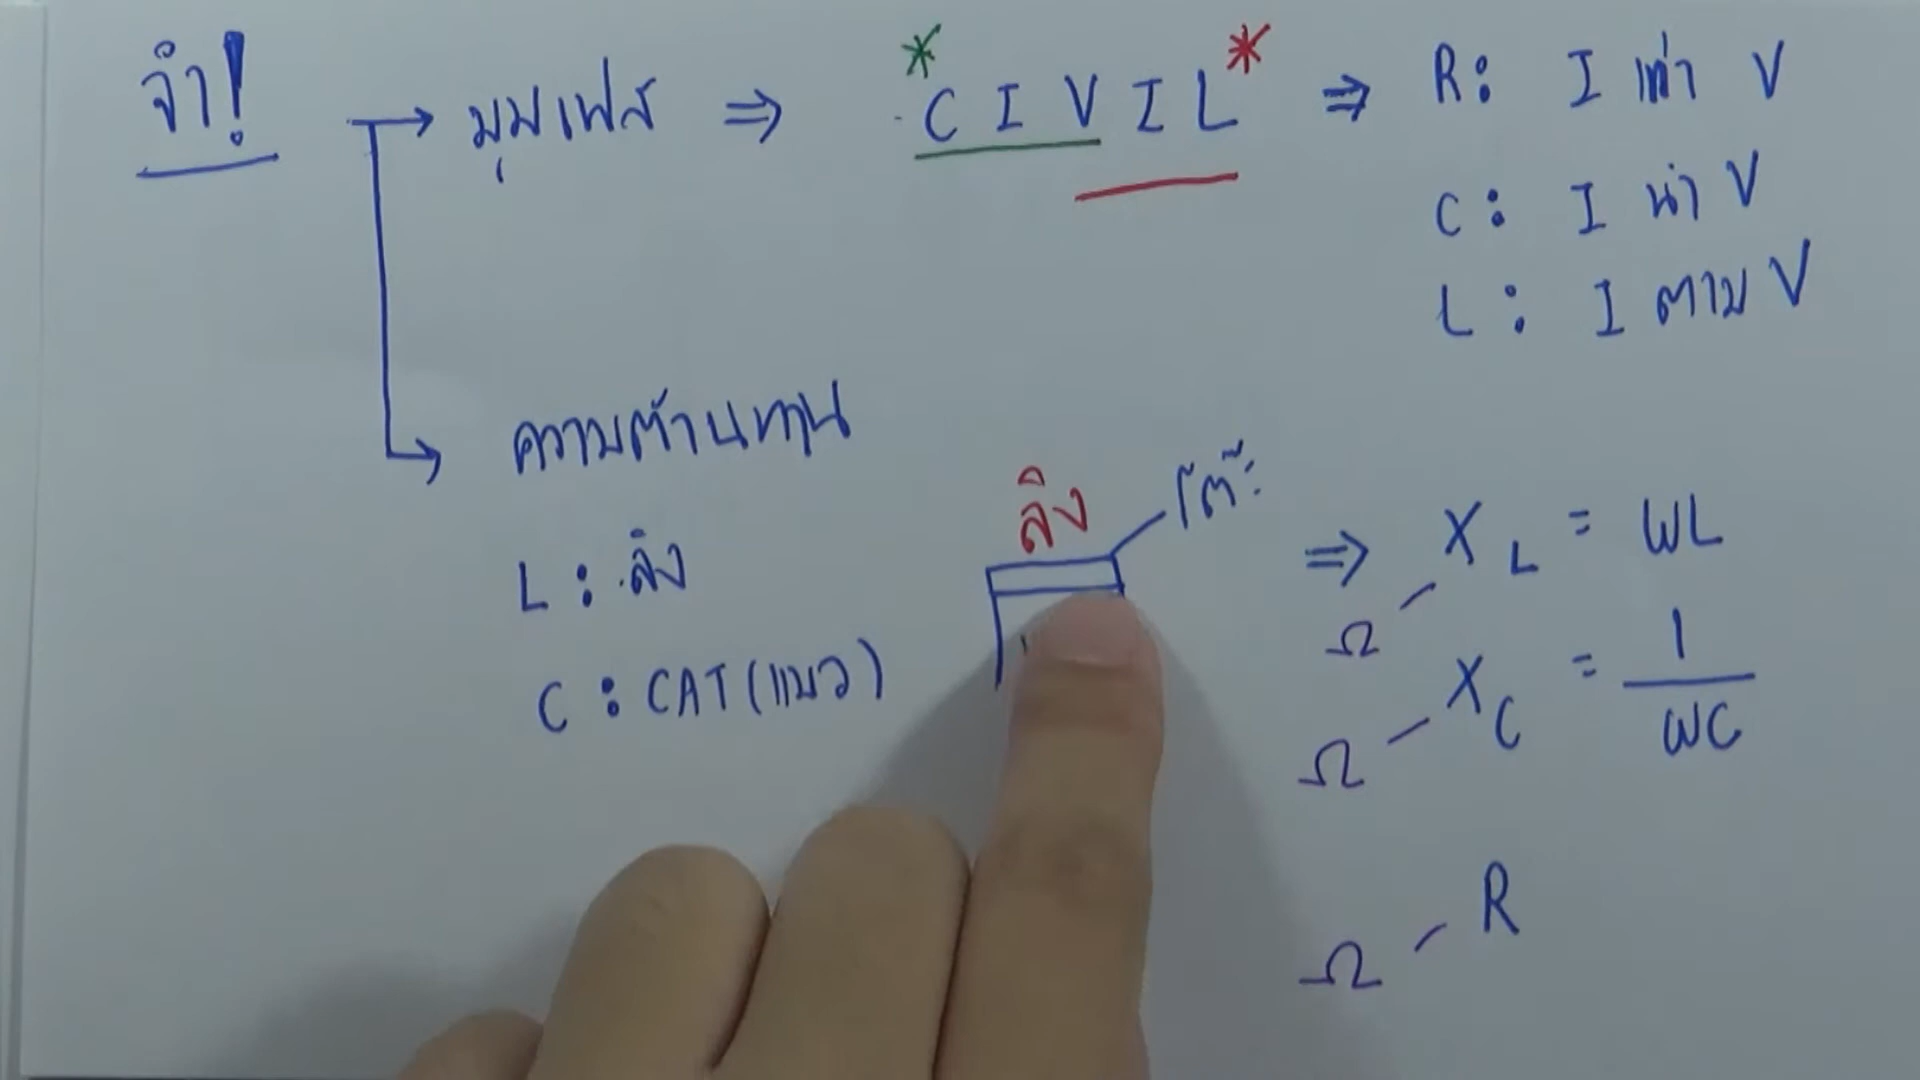 จำ!
มุมเฟส ⇒ * C I V I L * ⇒ R: I เท่า V
C: I นำ V
L: I ตาม V
ความต้านทาน
L: ลิง
C: CAT (แมว)
ลิง
โต๊ะ
⇒ X_L = WL
Ω
X_C = 1/WC
Ω
R
Ω